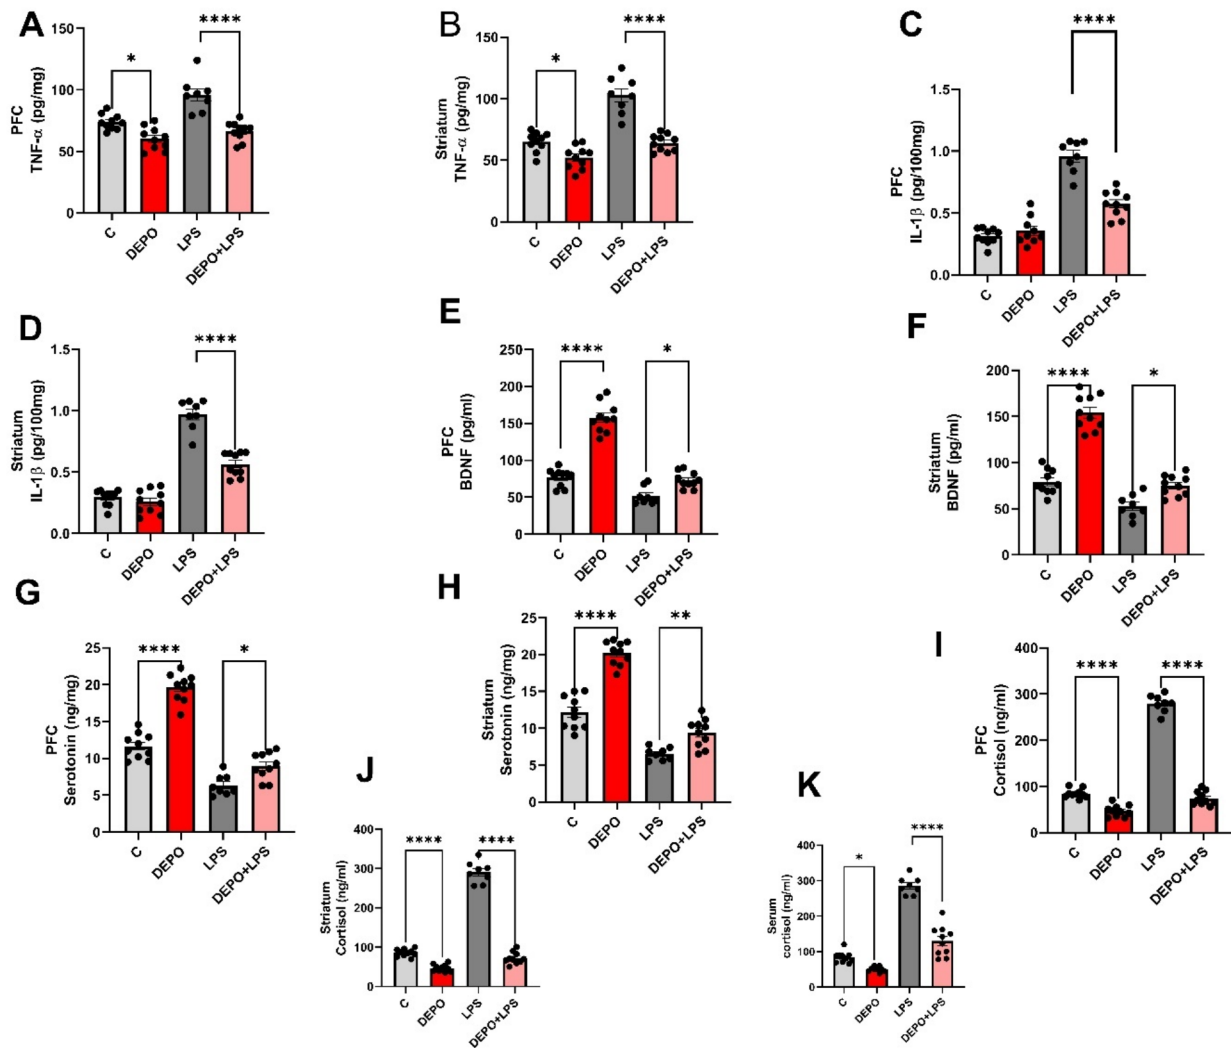 A
PFC
TNF-α (pg/mg)
150
100
50
0
*
****
C
DEPO
LPS
DEPO+LPS
B
Striatum
TNF-α (pg/mg)
150
100
50
0
*
****
C
DEPO
LPS
DEPO+LPS
C
PFC
IL-1β (pg/100mg)
1.5
1.0
0.5
0.0
****
C
DEPO
LPS
DEPO+LPS
D
Striatum
IL-1β (pg/100mg)
1.5
1.0
0.5
0.0
****
C
DEPO
LPS
DEPO+LPS
E
PFC
BDNF (pg/ml)
250
200
150
100
50
0
****
*
C
DEPO
LPS
DEPO+LPS
F
Striatum
BDNF (pg/ml)
200
150
100
50
0
****
*
C
DEPO
LPS
DEPO+LPS
G
PFC
Serotonin (ng/mg)
25
20
15
10
5
0
****
*
C
DEPO
LPS
DEPO+LPS
H
Striatum
Serotonin (ng/mg)
25
20
15
10
5
0
****
**
C
DEPO
LPS
DEPO+LPS
I
PFC
Cortisol (ng/ml)
400
300
200
100
0
****
****
C
DEPO
LPS
DEPO+LPS
J
Striatum
Cortisol (ng/ml)
400
300
200
100
0
****
****
C
DEPO
LPS
DEPO+LPS
K
Serum
cortisol (ng/ml)
400
300
200
100
0
*
****
C
DEPO
LPS
DEPO+LPS